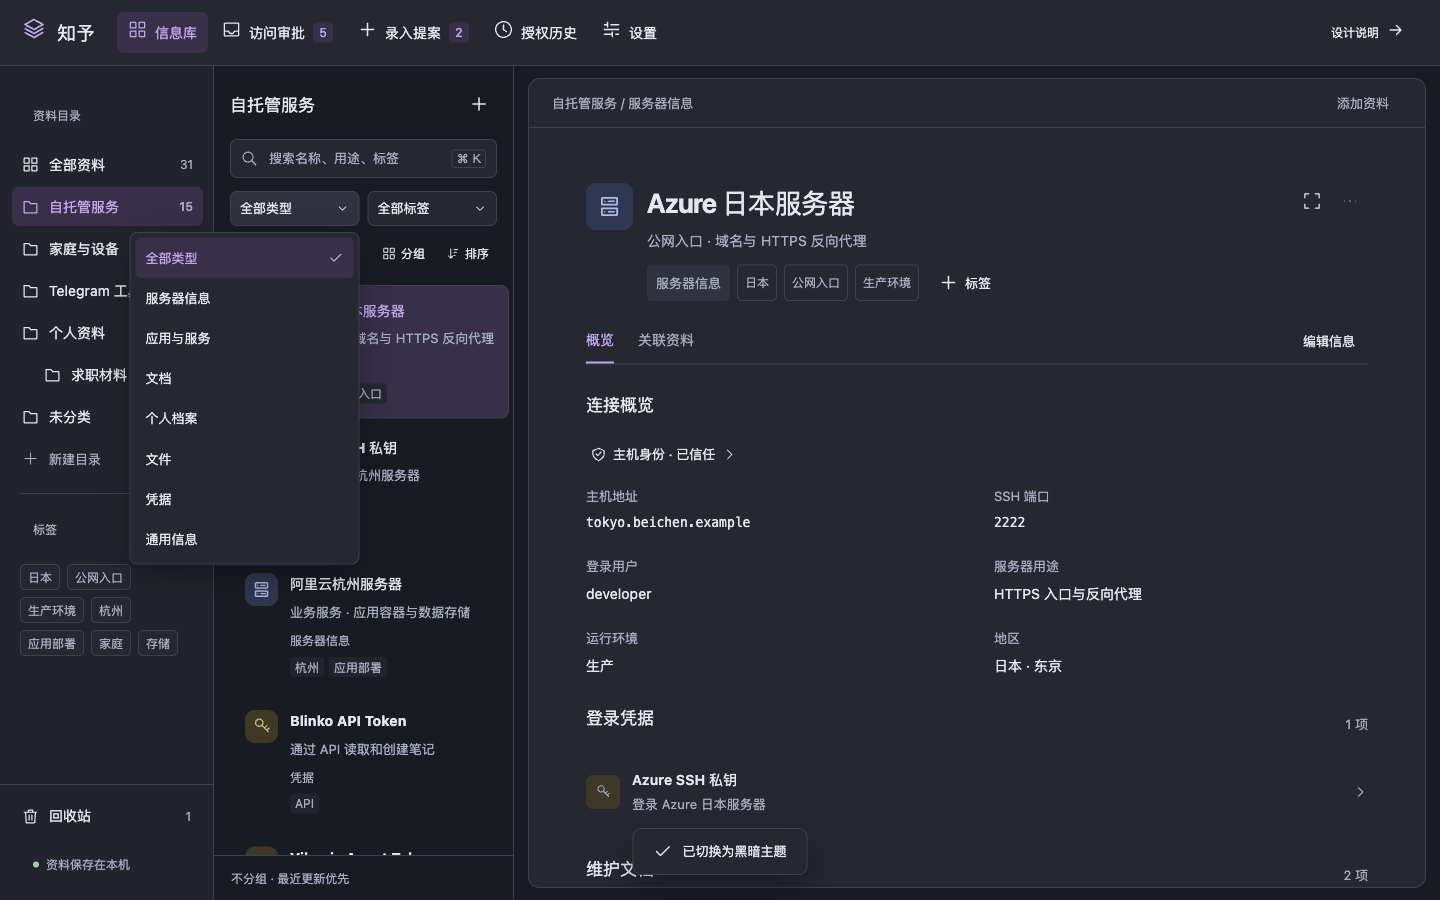 知予
信息库
访问审批 5
录入提案 2
授权历史
设置
设计说明
资料目录
全部资料 31
自托管服务 15
家庭与设备
Telegram 工
个人资料
求职材料
未分类
新建目录
标签
日本 公网入口
生产环境 杭州
应用部署 家庭 存储
回收站 1
资料保存在本机
自托管服务
搜索名称、用途、标签 ⌘ K
全部类型 全部标签
分组 排序
全部类型
服务器信息
应用与服务
文档
个人档案
文件
凭据
通用信息
服务器
域名与 HTTPS 反向代理
入口
H 私钥
杭州服务器
阿里云杭州服务器
业务服务 · 应用容器与数据存储
服务器信息
杭州 应用部署
Blinko API Token
通过 API 读取和创建笔记
凭据
API
不分组 · 最近更新优先
自托管服务 / 服务器信息 添加资料
Azure 日本服务器
公网入口 · 域名与 HTTPS 反向代理
服务器信息 日本 公网入口 生产环境 标签
概览 关联资料 编辑信息
连接概览
主机身份 · 已信任
主机地址 SSH 端口
tokyo.beichen.example 2222
登录用户 服务器用途
developer HTTPS 入口与反向代理
运行环境 地区
生产 日本 · 东京
登录凭据 1 项
Azure SSH 私钥
登录 Azure 日本服务器
已切换为黑暗主题
维护文档 2 项